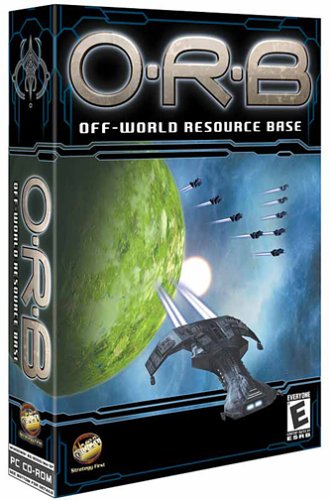 O·R·B
OFF-WORLD RESOURCE BASE
O·R·B
OFF-WORLD RESOURCE BASE
Strategy First
PC CD-ROM
EVERYONE
E
ESRB